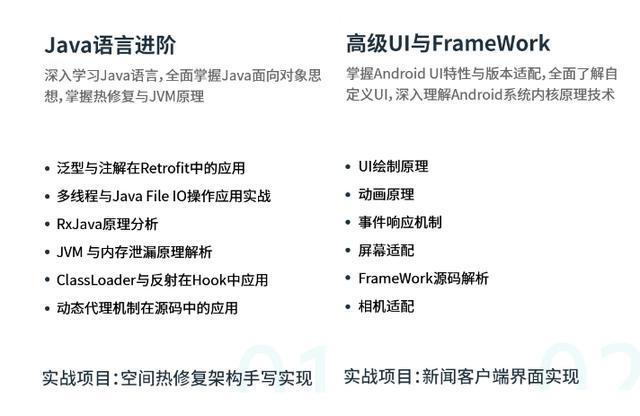 Java语言进阶
深入学习Java语言，全面掌握Java面向对象思
想，掌握热修复与JVM原理
泛型与注解在Retrofit中的应用
多线程与Java File IO操作应用实战
RxJava原理分析
JVM 与内存泄漏原理解析
ClassLoader与反射在Hook中应用
动态代理机制在源码中的应用
01
实战项目：空间热修复架构手写实现
高级UI与FrameWork
掌握Android UI特性与版本适配，全面了解自
定义UI，深入理解Android系统内核原理技术
UI绘制原理
动画原理
事件响应机制
屏幕适配
FrameWork源码解析
相机适配
02
实战项目：新闻客户端界面实现